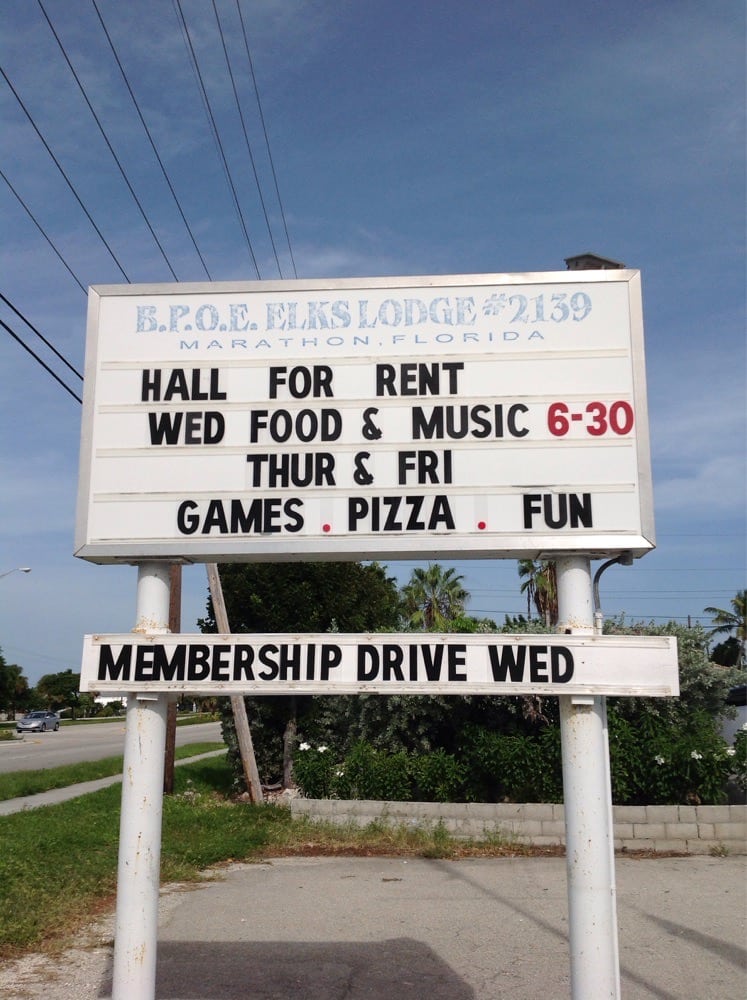 B.P.O.E. ELKS LODGE #2139
MARATHON, FLORIDA
HALL FOR RENT
WED FOOD & MUSIC 6-30
THUR & FRI
GAMES . PIZZA . FUN
MEMBERSHIP DRIVE WED